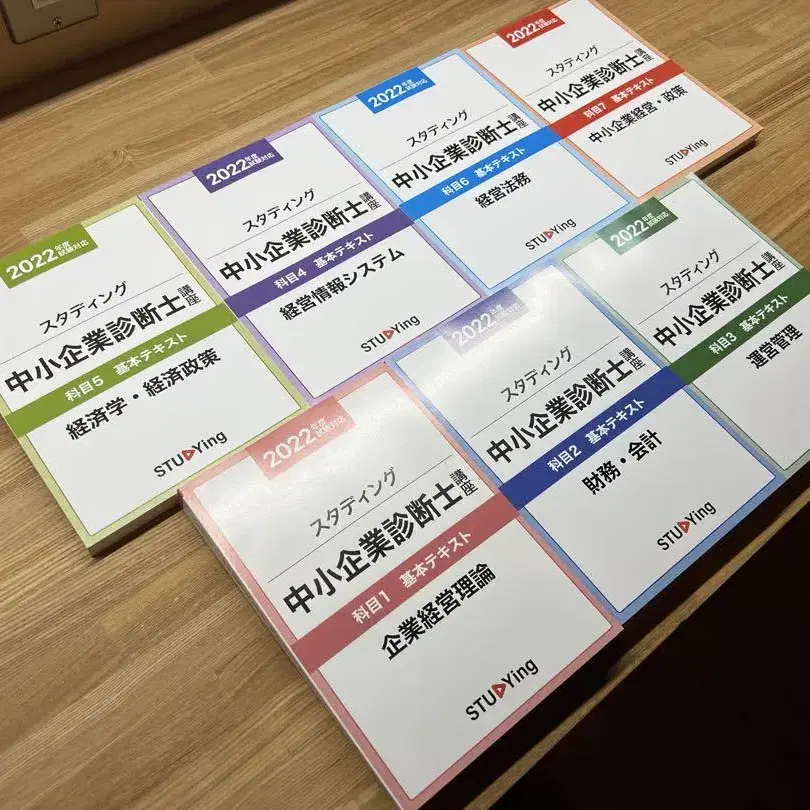 2022年度試験対応
スタディング
中小企業診断士講座
科目5 基本テキスト
経済学・経済政策
STUDYing
2022年度試験対応
スタディング
中小企業診断士講座
科目4 基本テキスト
経営情報システム
STUDYing
2022年度試験対応
スタディング
中小企業診断士講座
科目6 基本テキスト
経営法務
STUDYing
2022年度試験対応
スタディング
中小企業診断士講座
科目7 基本テキスト
中小企業経営・政策
STUDYing
2022年度試験対応
スタディング
中小企業診断士講座
科目1 基本テキスト
企業経営理論
STUDYing
2022年度試験対応
スタディング
中小企業診断士講座
科目2 基本テキスト
財務・会計
STUDYing
2022年度試験対応
スタディング
中小企業診断士講座
科目3 基本テキスト
運営管理